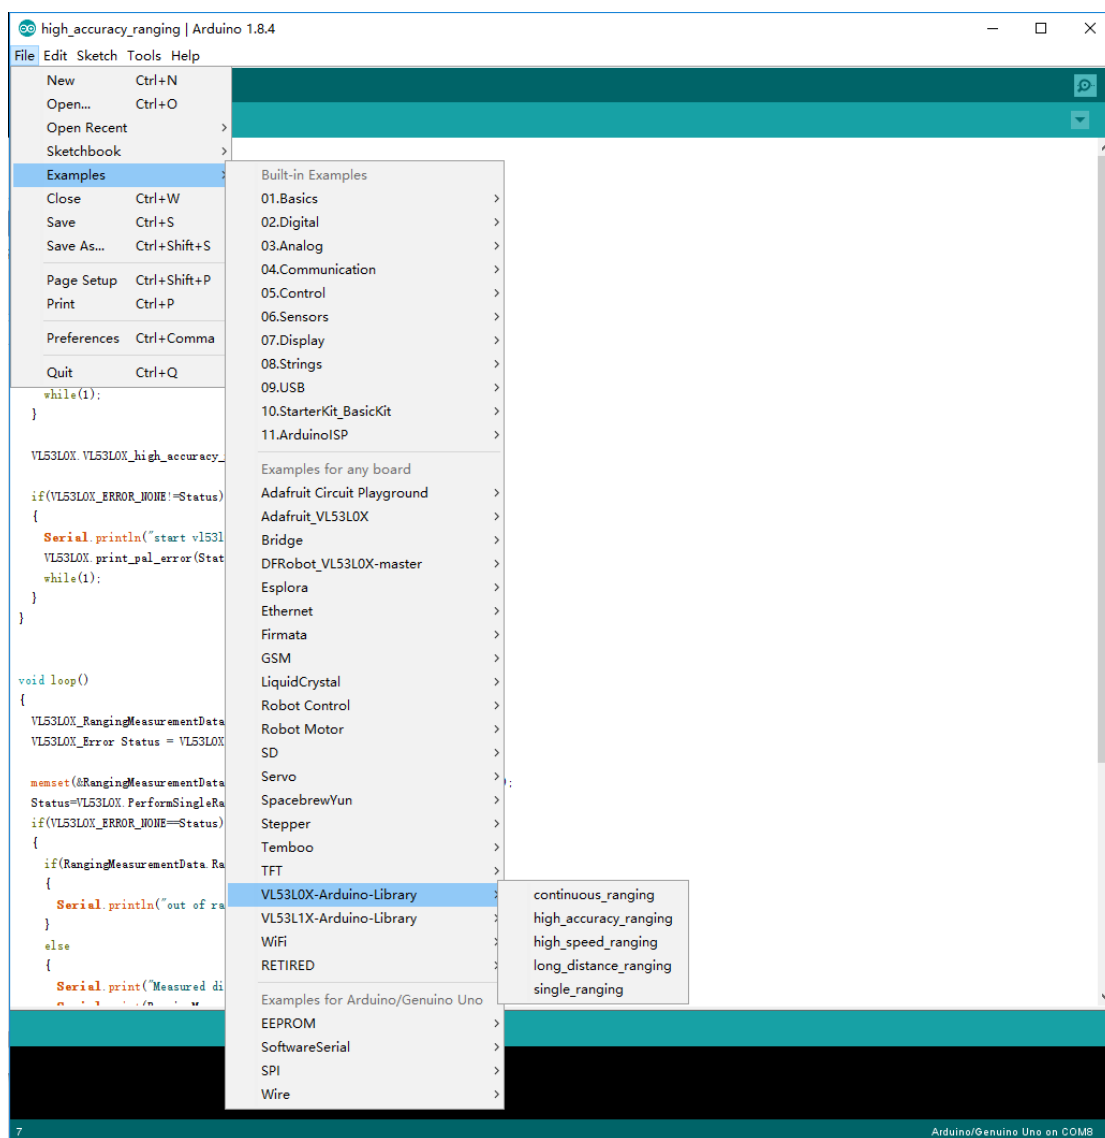 high_accuracy_ranging | Arduino 1.8.4
File Edit Sketch Tools Help
New Ctrl+N
Open... Ctrl+O
Open Recent
Sketchbook
Examples
Close Ctrl+W
Save Ctrl+S
Save As... Ctrl+Shift+S
Page Setup Ctrl+Shift+P
Print Ctrl+P
Preferences Ctrl+Comma
Quit Ctrl+Q
Built-in Examples
01.Basics
02.Digital
03.Analog
04.Communication
05.Control
06.Sensors
07.Display
08.Strings
09.USB
10.StarterKit_BasicKit
11.ArduinoISP
Examples for any board
Adafruit Circuit Playground
Adafruit_VL53L0X
Bridge
DFRobot_VL53L0X-master
Esplora
Ethernet
Firmata
GSM
LiquidCrystal
Robot Control
Robot Motor
SD
Servo
SpacebrewYun
Stepper
Temboo
TFT
VL53L0X-Arduino-Library
VL53L1X-Arduino-Library
WiFi
RETIRED
Examples for Arduino/Genuino Uno
EEPROM
SoftwareSerial
SPI
Wire
continuous_ranging
high_accuracy_ranging
high_speed_ranging
long_distance_ranging
single_ranging
while(1);
}
VL53L0X.VL53L0X_high_accuracy_
if(VL53L0X_ERROR_NONE!=Status)
{
Serial.println("start vl53l
VL53L0X.print_pal_error(Stat
while(1);
}
}
void loop()
{
VL53L0X_RangingMeasurementData
VL53L0X_Error Status = VL53L0X
memset(&RangingMeasurementData
);
Status=VL53L0X.PerformSingleRa
if(VL53L0X_ERROR_NONE==Status)
{
if(RangingMeasurementData.Ra
{
Serial.println("out of ra
}
else
{
Serial.print("Measured di
7
Arduino/Genuino Uno on COM8